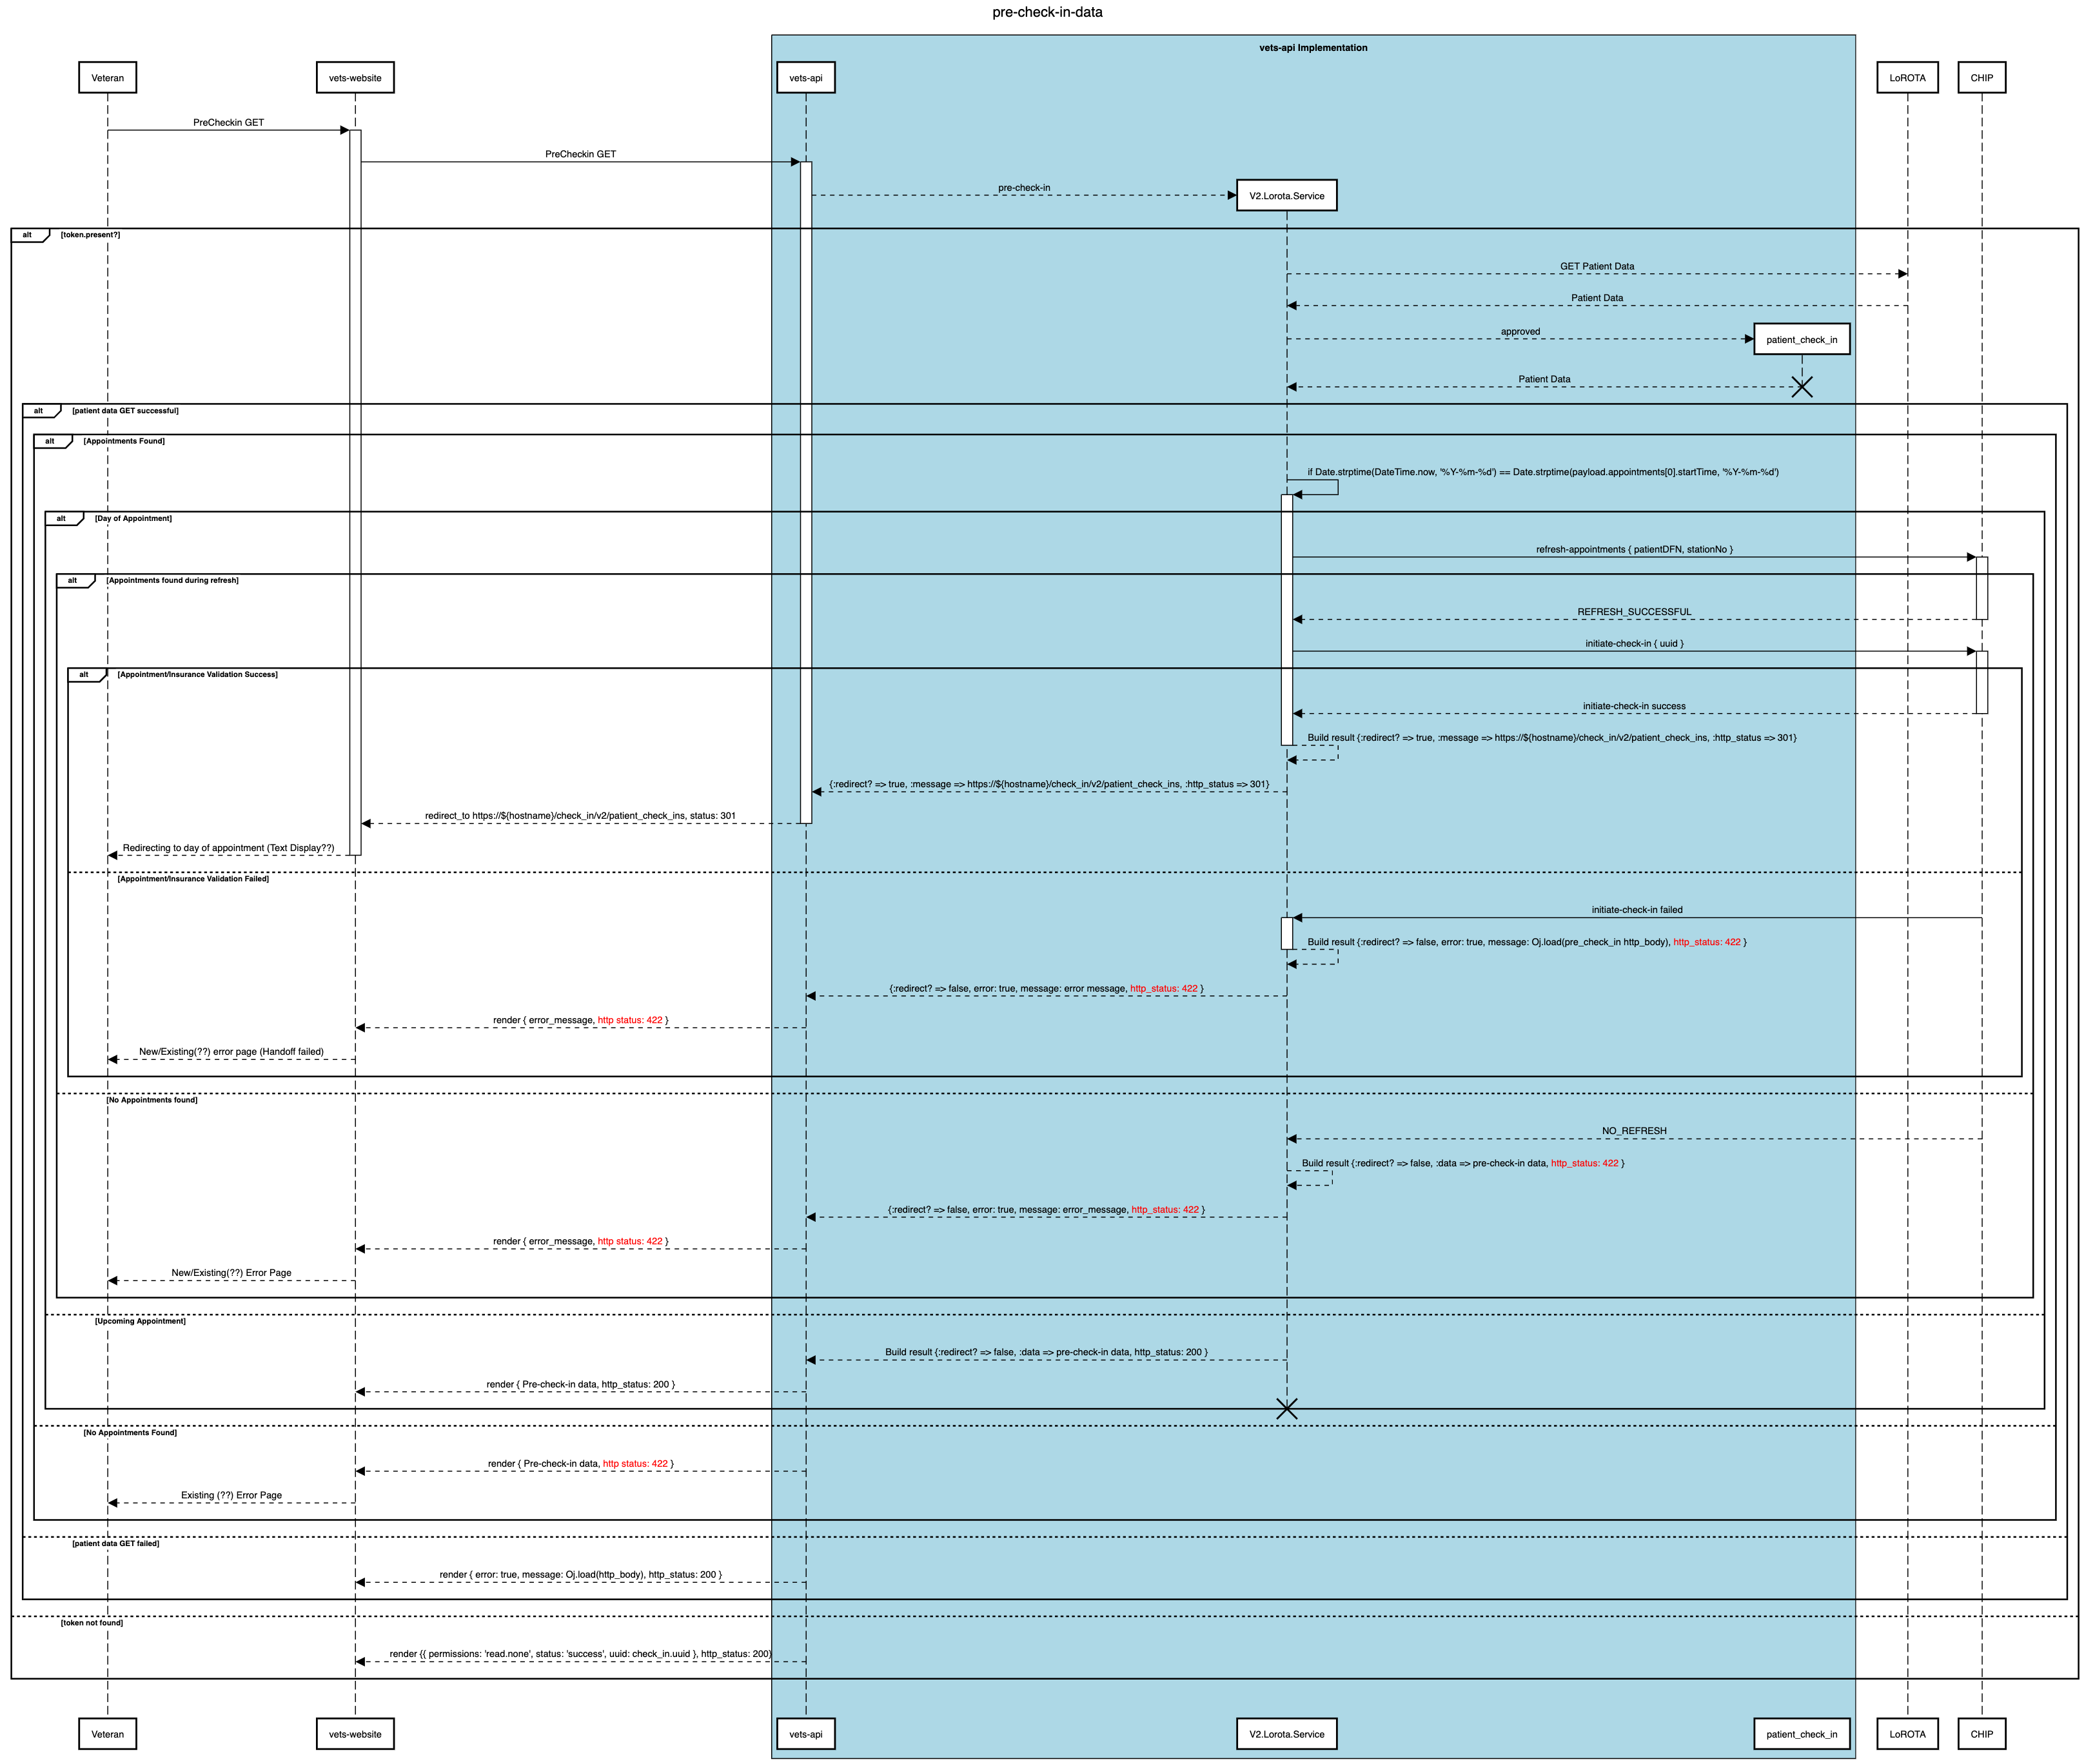 pre-check-in-data
vets-api Implementation
Veteran
vets-website
vets-api
LoROTA
CHIP
PreCheckin GET
PreCheckin GET
pre-check-in
V2.Lorota.Service
alt [token.present?]
GET Patient Data
Patient Data
approved
patient_check_in
Patient Data
alt [patient data GET successful]
alt [Appointments Found]
if Date.strptime(DateTime.now, '%Y-%m-%d') == Date.strptime(payload.appointments[0].startTime, '%Y-%m-%d')
alt [Day of Appointment]
refresh-appointments { patientDFN, stationNo }
alt [Appointments found during refresh]
REFRESH_SUCCESSFUL
initiate-check-in { uuid }
alt [Appointment/Insurance Validation Success]
initiate-check-in success
Build result {:redirect? => true, :message => https://${hostname}/check_in/v2/patient_check_ins, :http_status => 301}
{:redirect? => true, :message => https://${hostname}/check_in/v2/patient_check_ins, :http_status => 301}
redirect_to https://${hostname}/check_in/v2/patient_check_ins, status: 301
Redirecting to day of appointment (Text Display??)
[Appointment/Insurance Validation Failed]
initiate-check-in failed
Build result {:redirect? => false, error: true, message: Oj.load(pre_check_in http_body), http_status: 422 }
{:redirect? => false, error: true, message: error message, http_status: 422 }
render { error_message, http status: 422 }
New/Existing(??) error page (Handoff failed)
[No Appointments found]
NO_REFRESH
Build result {:redirect? => false, :data => pre-check-in data, http_status: 422 }
{:redirect? => false, error: true, message: error_message, http_status: 422 }
render { error_message, http status: 422 }
New/Existing(??) Error Page
[Upcoming Appointment]
Build result {:redirect? => false, :data => pre-check-in data, http_status: 200 }
render { Pre-check-in data, http_status: 200 }
[No Appointments Found]
render { Pre-check-in data, http status: 422 }
Existing (??) Error Page
[patient data GET failed]
render { error: true, message: Oj.load(http_body), http_status: 200 }
[token not found]
render {{ permissions: 'read.none', status: 'success', uuid: check_in.uuid }, http_status: 200}
Veteran
vets-website
vets-api
V2.Lorota.Service
patient_check_in
LoROTA
CHIP